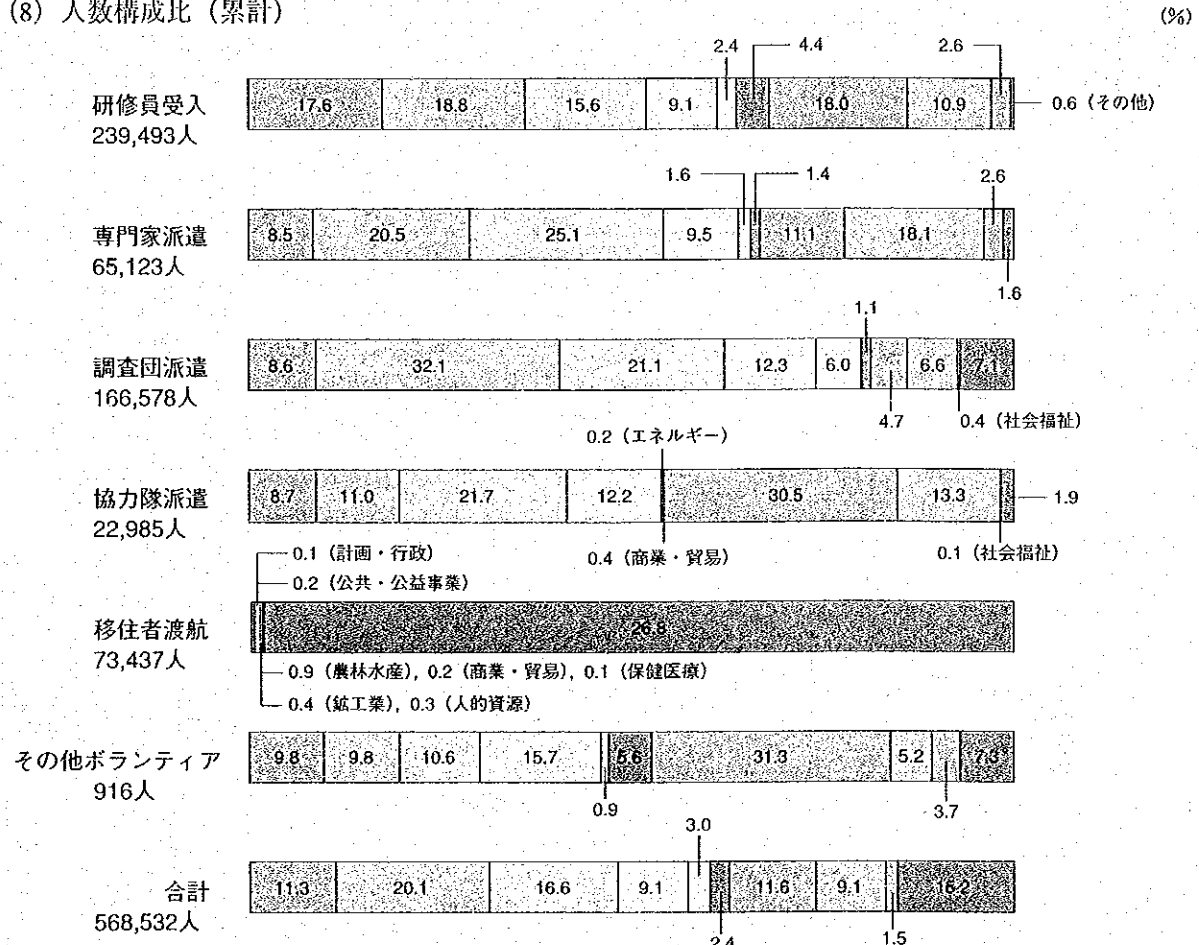 (8) 人数構成比（累計）
(%)
2.4 4.4 2.6
研修員受入
239,493人
17.6 18.8 15.6 9.1 18.0 10.9
0.6（その他）
1.6 1.4 2.6
専門家派遣
65,123人
8.5 20.5 25.1 9.5 11.1 18.1
1.6
1.1
調査団派遣
166,578人
8.6 32.1 21.1 12.3 6.0 6.6 7.1
4.7 0.4（社会福祉）
0.2（エネルギー）
協力隊派遣
22,985人
8.7 11.0 21.7 12.2 30.5 13.3 1.9
0.4（商業・貿易） 0.1（社会福祉）
0.1（計画・行政）
0.2（公共・公益事業）
移住者渡航
73,437人
0.9（農林水産）, 0.2（商業・貿易）, 0.1（保健医療）
0.4（鉱工業）, 0.3（人的資源）
その他ボランティア
916人
9.8 9.8 10.6 15.7 5.6 31.3 5.2 7.3
0.9 3.7
3.0
合計
568,532人
11.3 20.1 16.6 9.1 11.6 9.1 16.2
2.4 1.5